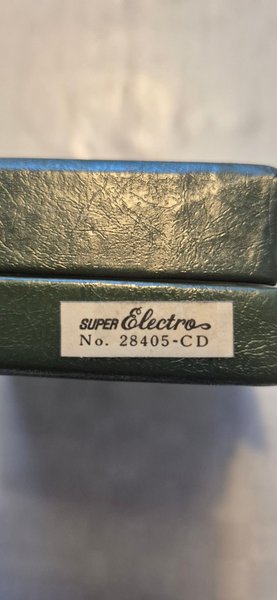 SUPER Electro
No. 28405-CD